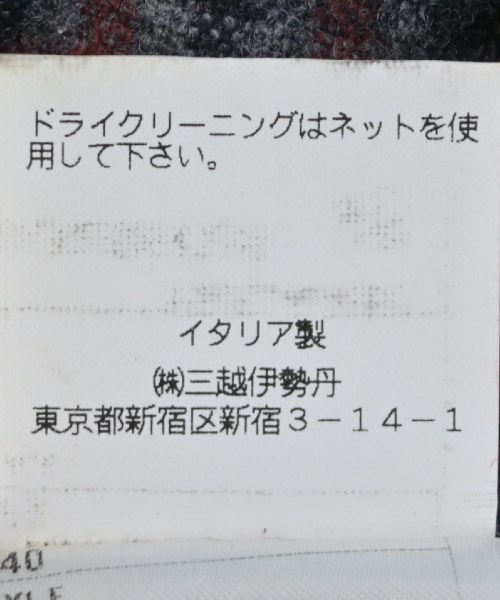 ドライクリーニングはネットを使
用して下さい。
イタリア製
㈱三越伊勢丹
東京都新宿区新宿３－１４－１
40